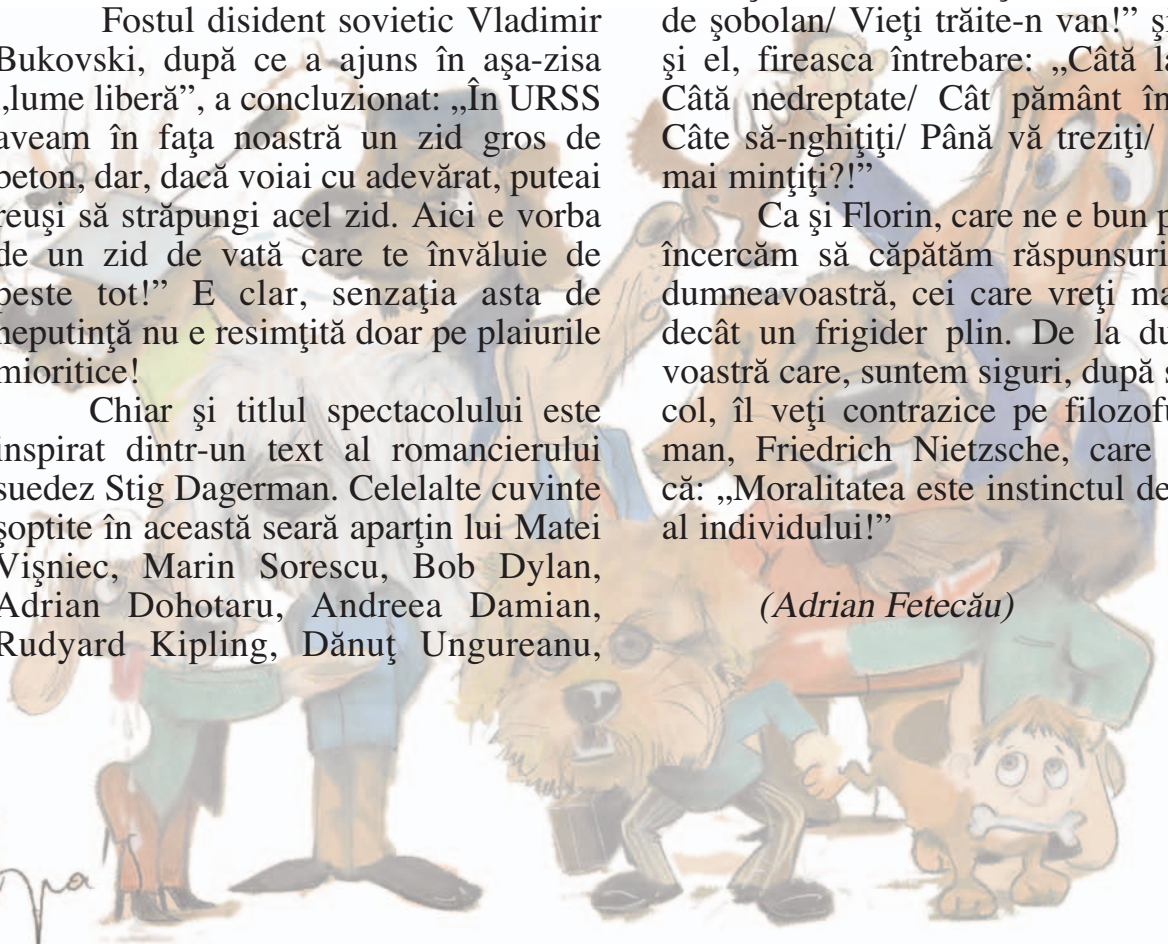 Fostul disident sovietic Vladimir
Bukovski, după ce a ajuns în aşa-zisa
„lume liberă”, a concluzionat: „În URSS
aveam în faţa noastră un zid gros de
beton, dar, dacă voiai cu adevărat, puteai
reuşi să străpungi acel zid. Aici e vorba
de un zid de vată care te învăluie de
peste tot!” E clar, senzaţia asta de
neputinţă nu e resimţită doar pe plaiurile
mioritice!
Chiar şi titlul spectacolului este
inspirat dintr-un text al romancierului
suedez Stig Dagerman. Celelalte cuvinte
şoptite în această seară aparţin lui Matei
Vişniec, Marin Sorescu, Bob Dylan,
Adrian Dohotaru, Andreea Damian,
Rudyard Kipling, Dănuţ Ungureanu,
de şobolan/ Vieţi trăite-n van!” şi
şi el, fireasca întrebare: „Câtă
Câtă nedreptate/ Cât pământ
Câte să-nghiţiţi/ Până vă treziţi/
mai minţiţi?!”
Ca şi Florin, care ne e bun
încercăm să căpătăm răspunsuri
dumneavoastră, cei care vreţi
decât un frigider plin. De la
voastră care, suntem siguri, după
col, îl veţi contrazice pe
man, Friedrich Nietzsche, care
că: „Moralitatea este instinctul de
al individului!”
(Adrian Fetecău)